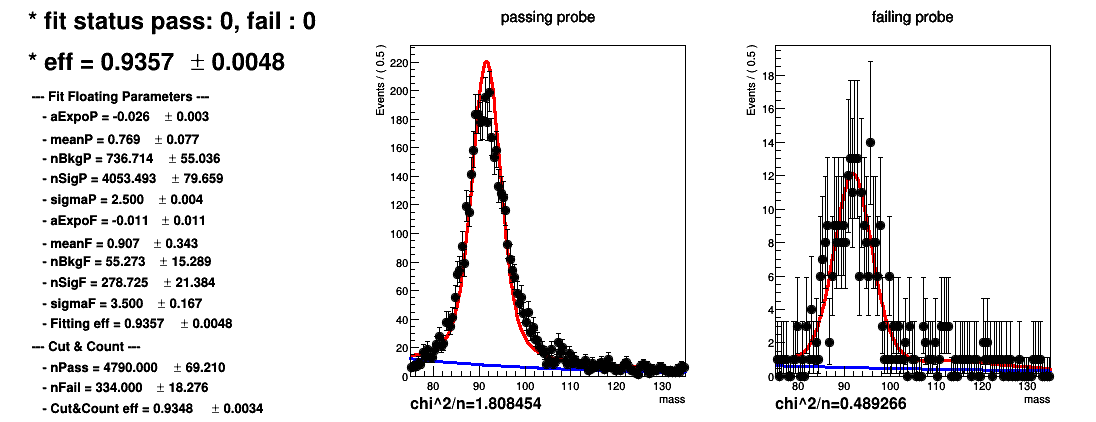 * fit status pass: 0, fail : 0
* eff = 0.9357 ± 0.0048
--- Fit Floating Parameters ---
- aExpoP = -0.026 ± 0.003
- meanP = 0.769 ± 0.077
- nBkgP = 736.714 ± 55.036
- nSigP = 4053.493 ± 79.659
- sigmaP = 2.500 ± 0.004
- aExpoF = -0.011 ± 0.011
- meanF = 0.907 ± 0.343
- nBkgF = 55.273 ± 15.289
- nSigF = 278.725 ± 21.384
- sigmaF = 3.500 ± 0.167
- Fitting eff = 0.9357 ± 0.0048
--- Cut & Count ---
- nPass = 4790.000 ± 69.210
- nFail = 334.000 ± 18.276
- Cut&Count eff = 0.9348 ± 0.0034
passing probe
Events / ( 0.5 )
220
200
180
160
140
120
100
80
60
40
20
0
80 90 100 110 120 130
mass
chi^2/n=1.808454
failing probe
Events / ( 0.5 )
18
16
14
12
10
8
6
4
2
0
80 90 100 110 120 130
mass
chi^2/n=0.489266